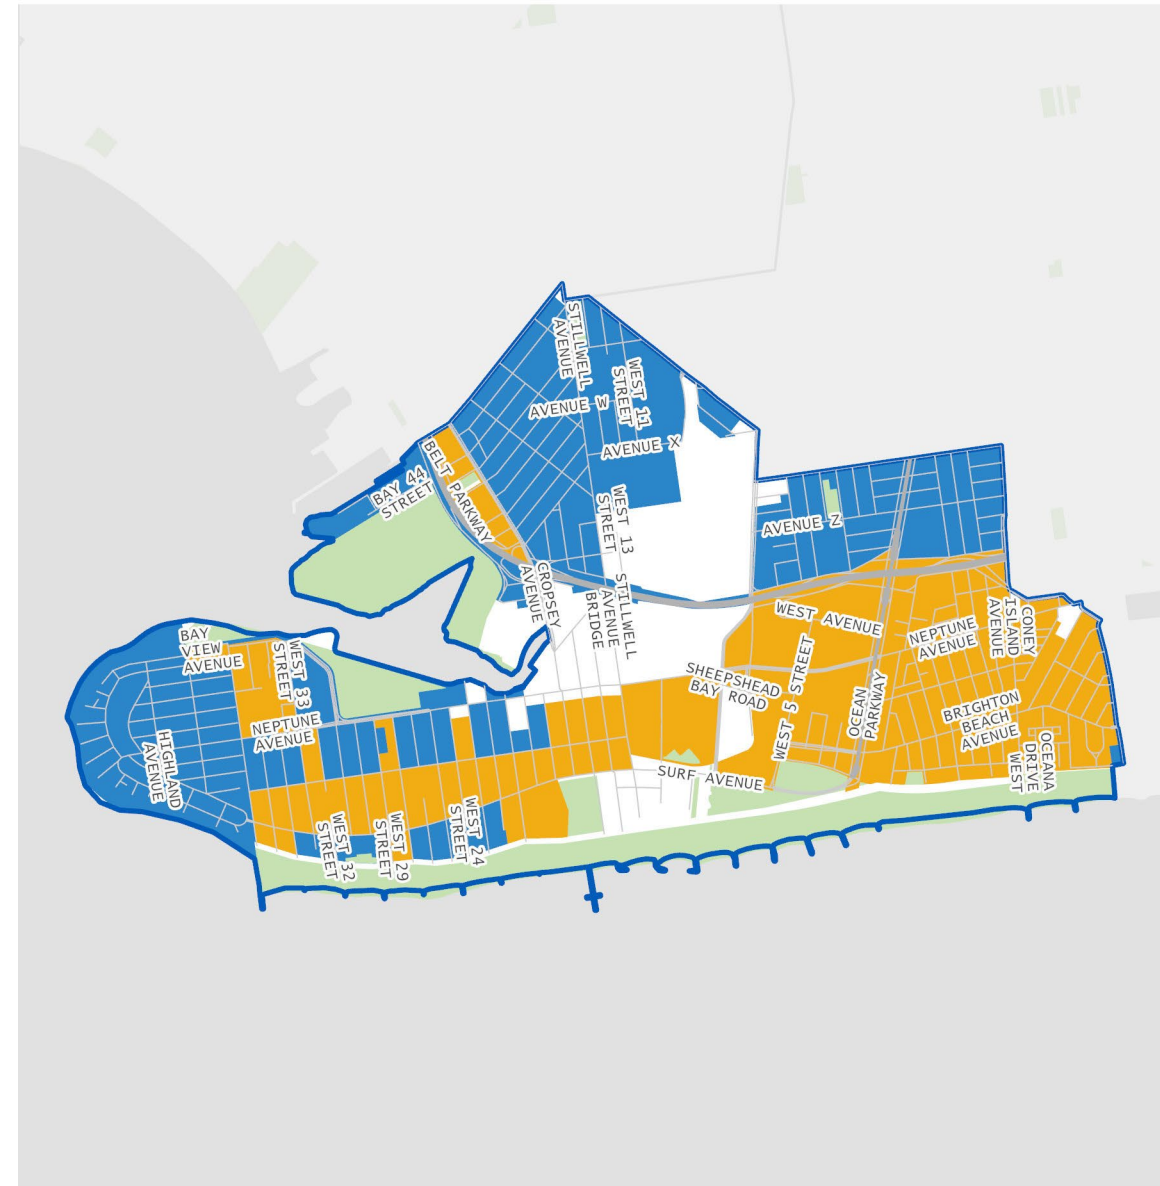 STILLWELL
AVENUE
WEST 11
STREET
AVENUE W
AVENUE X
BELT PARKWAY
BAY 44
STREET
WEST 13
STREET
AVENUE Z
CROPSEY
AVENUE
STILLWELL
AVENUE
BRIDGE
WEST AVENUE
NEPTUNE
AVENUE
CONEY
ISLAND
AVENUE
BAY
VIEW
AVENUE
WEST 33
STREET
SHEEPSHEAD
BAY ROAD
WEST 5 STREET
OCEAN
PARKWAY
BRIGHTON
BEACH
AVENUE
NEPTUNE
AVENUE
HIGHLAND
AVENUE
SURF AVENUE
OCEANA
DRIVE
WEST
WEST 32
STREET
WEST 29
STREET
WEST 24
STREET